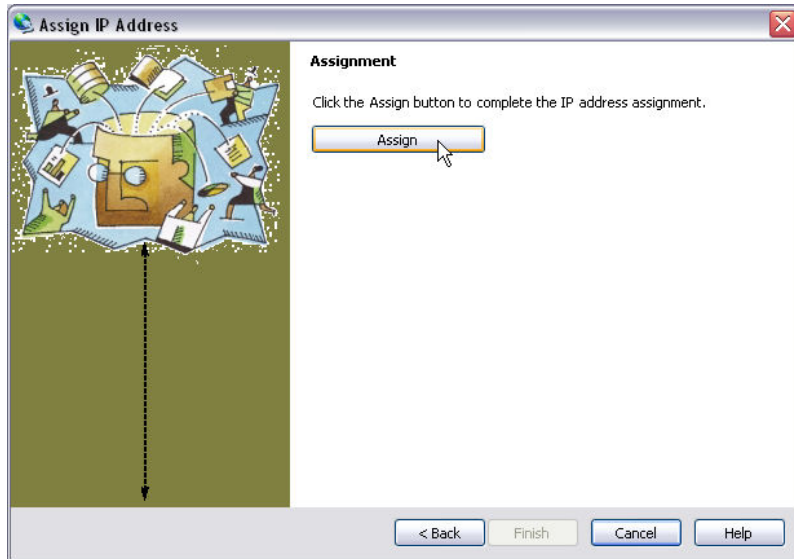 Assign IP Address
Assignment
Click the Assign button to complete the IP address assignment.
Assign
< Back Finish Cancel Help